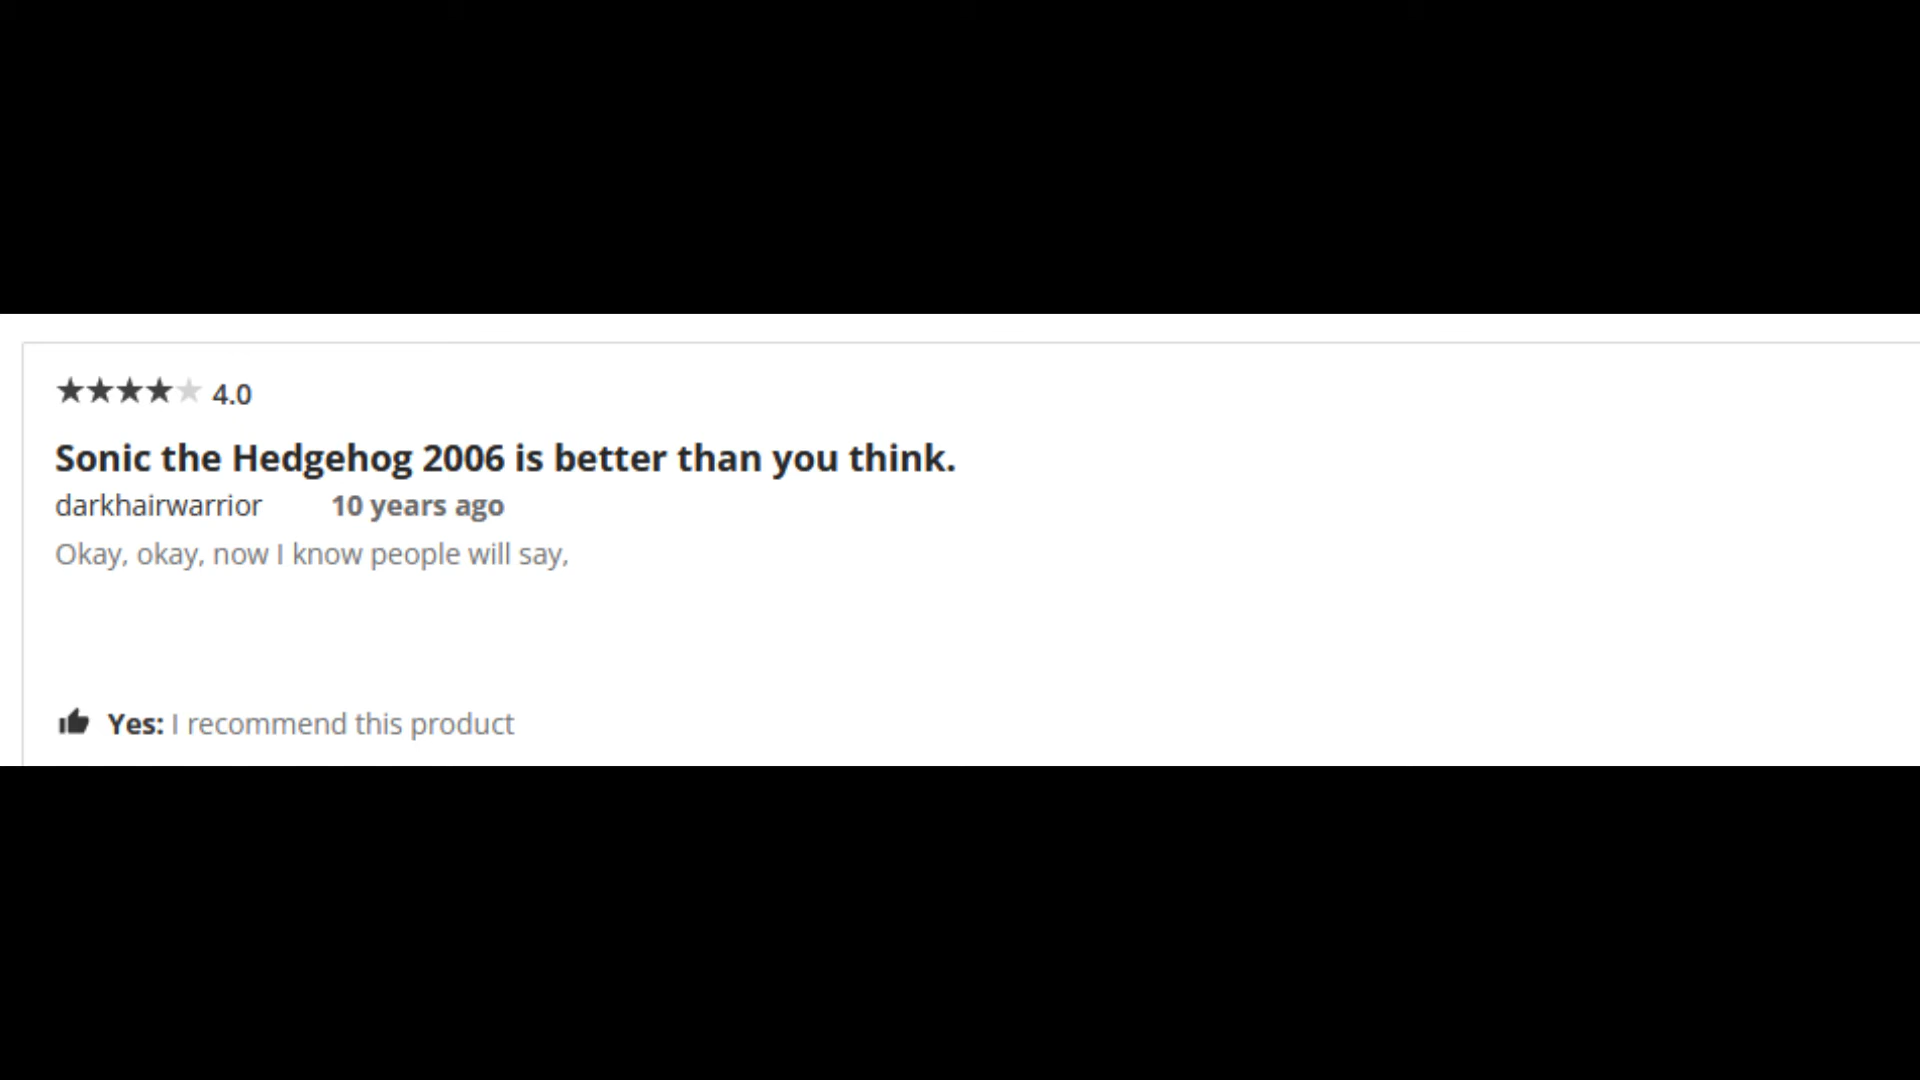 4.0
Sonic the Hedgehog 2006 is better than you think.
darkhairwarrior 10 years ago
Okay, okay, now I know people will say,
Yes: I recommend this product